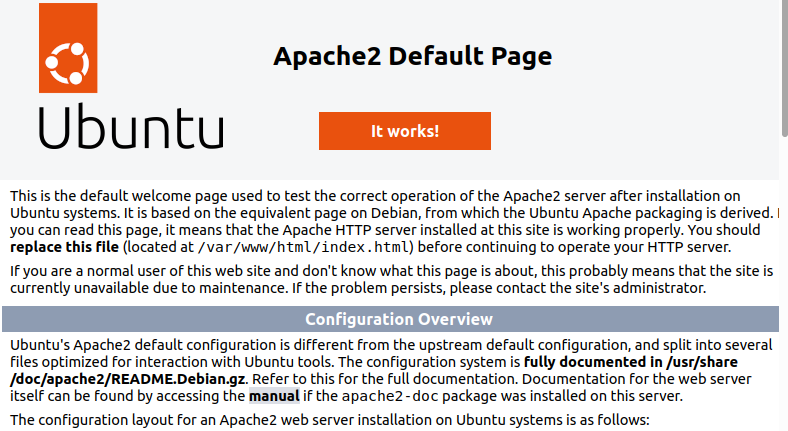 Apache2 Default Page
Ubuntu
It works!
This is the default welcome page used to test the correct operation of the Apache2 server after installation on
Ubuntu systems. It is based on the equivalent page on Debian, from which the Ubuntu Apache packaging is derived.
you can read this page, it means that the Apache HTTP server installed at this site is working properly. You should
replace this file (located at /var/www/html/index.html) before continuing to operate your HTTP server.
If you are a normal user of this web site and don't know what this page is about, this probably means that the site is
currently unavailable due to maintenance. If the problem persists, please contact the site's administrator.
Configuration Overview
Ubuntu's Apache2 default configuration is different from the upstream default configuration, and split into several
files optimized for interaction with Ubuntu tools. The configuration system is fully documented in /usr/share
/doc/apache2/README.Debian.gz. Refer to this for the full documentation. Documentation for the web server
itself can be found by accessing the manual if the apache2-doc package was installed on this server.
The configuration layout for an Apache2 web server installation on Ubuntu systems is as follows: